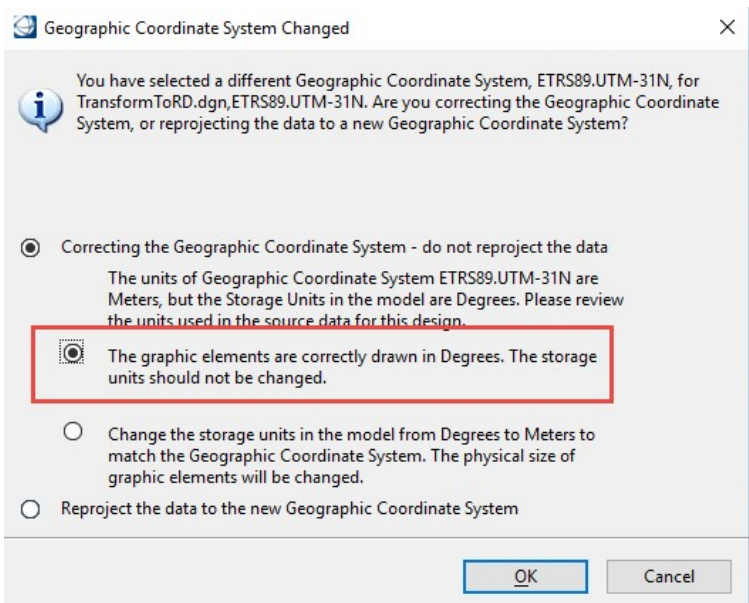 Geographic Coordinate System Changed
You have selected a different Geographic Coordinate System, ETRS89.UTM-31N, for
TransformToRD.dgn,ETRS89.UTM-31N. Are you correcting the Geographic Coordinate
System, or reprojecting the data to a new Geographic Coordinate System?
Correcting the Geographic Coordinate System - do not reproject the data
The units of Geographic Coordinate System ETRS89.UTM-31N are
Meters, but the Storage Units in the model are Degrees. Please review
the units used in the source data for this design.
The graphic elements are correctly drawn in Degrees. The storage
units should not be changed.
Change the storage units in the model from Degrees to Meters to
match the Geographic Coordinate System. The physical size of
graphic elements will be changed.
Reproject the data to the new Geographic Coordinate System
OK
Cancel